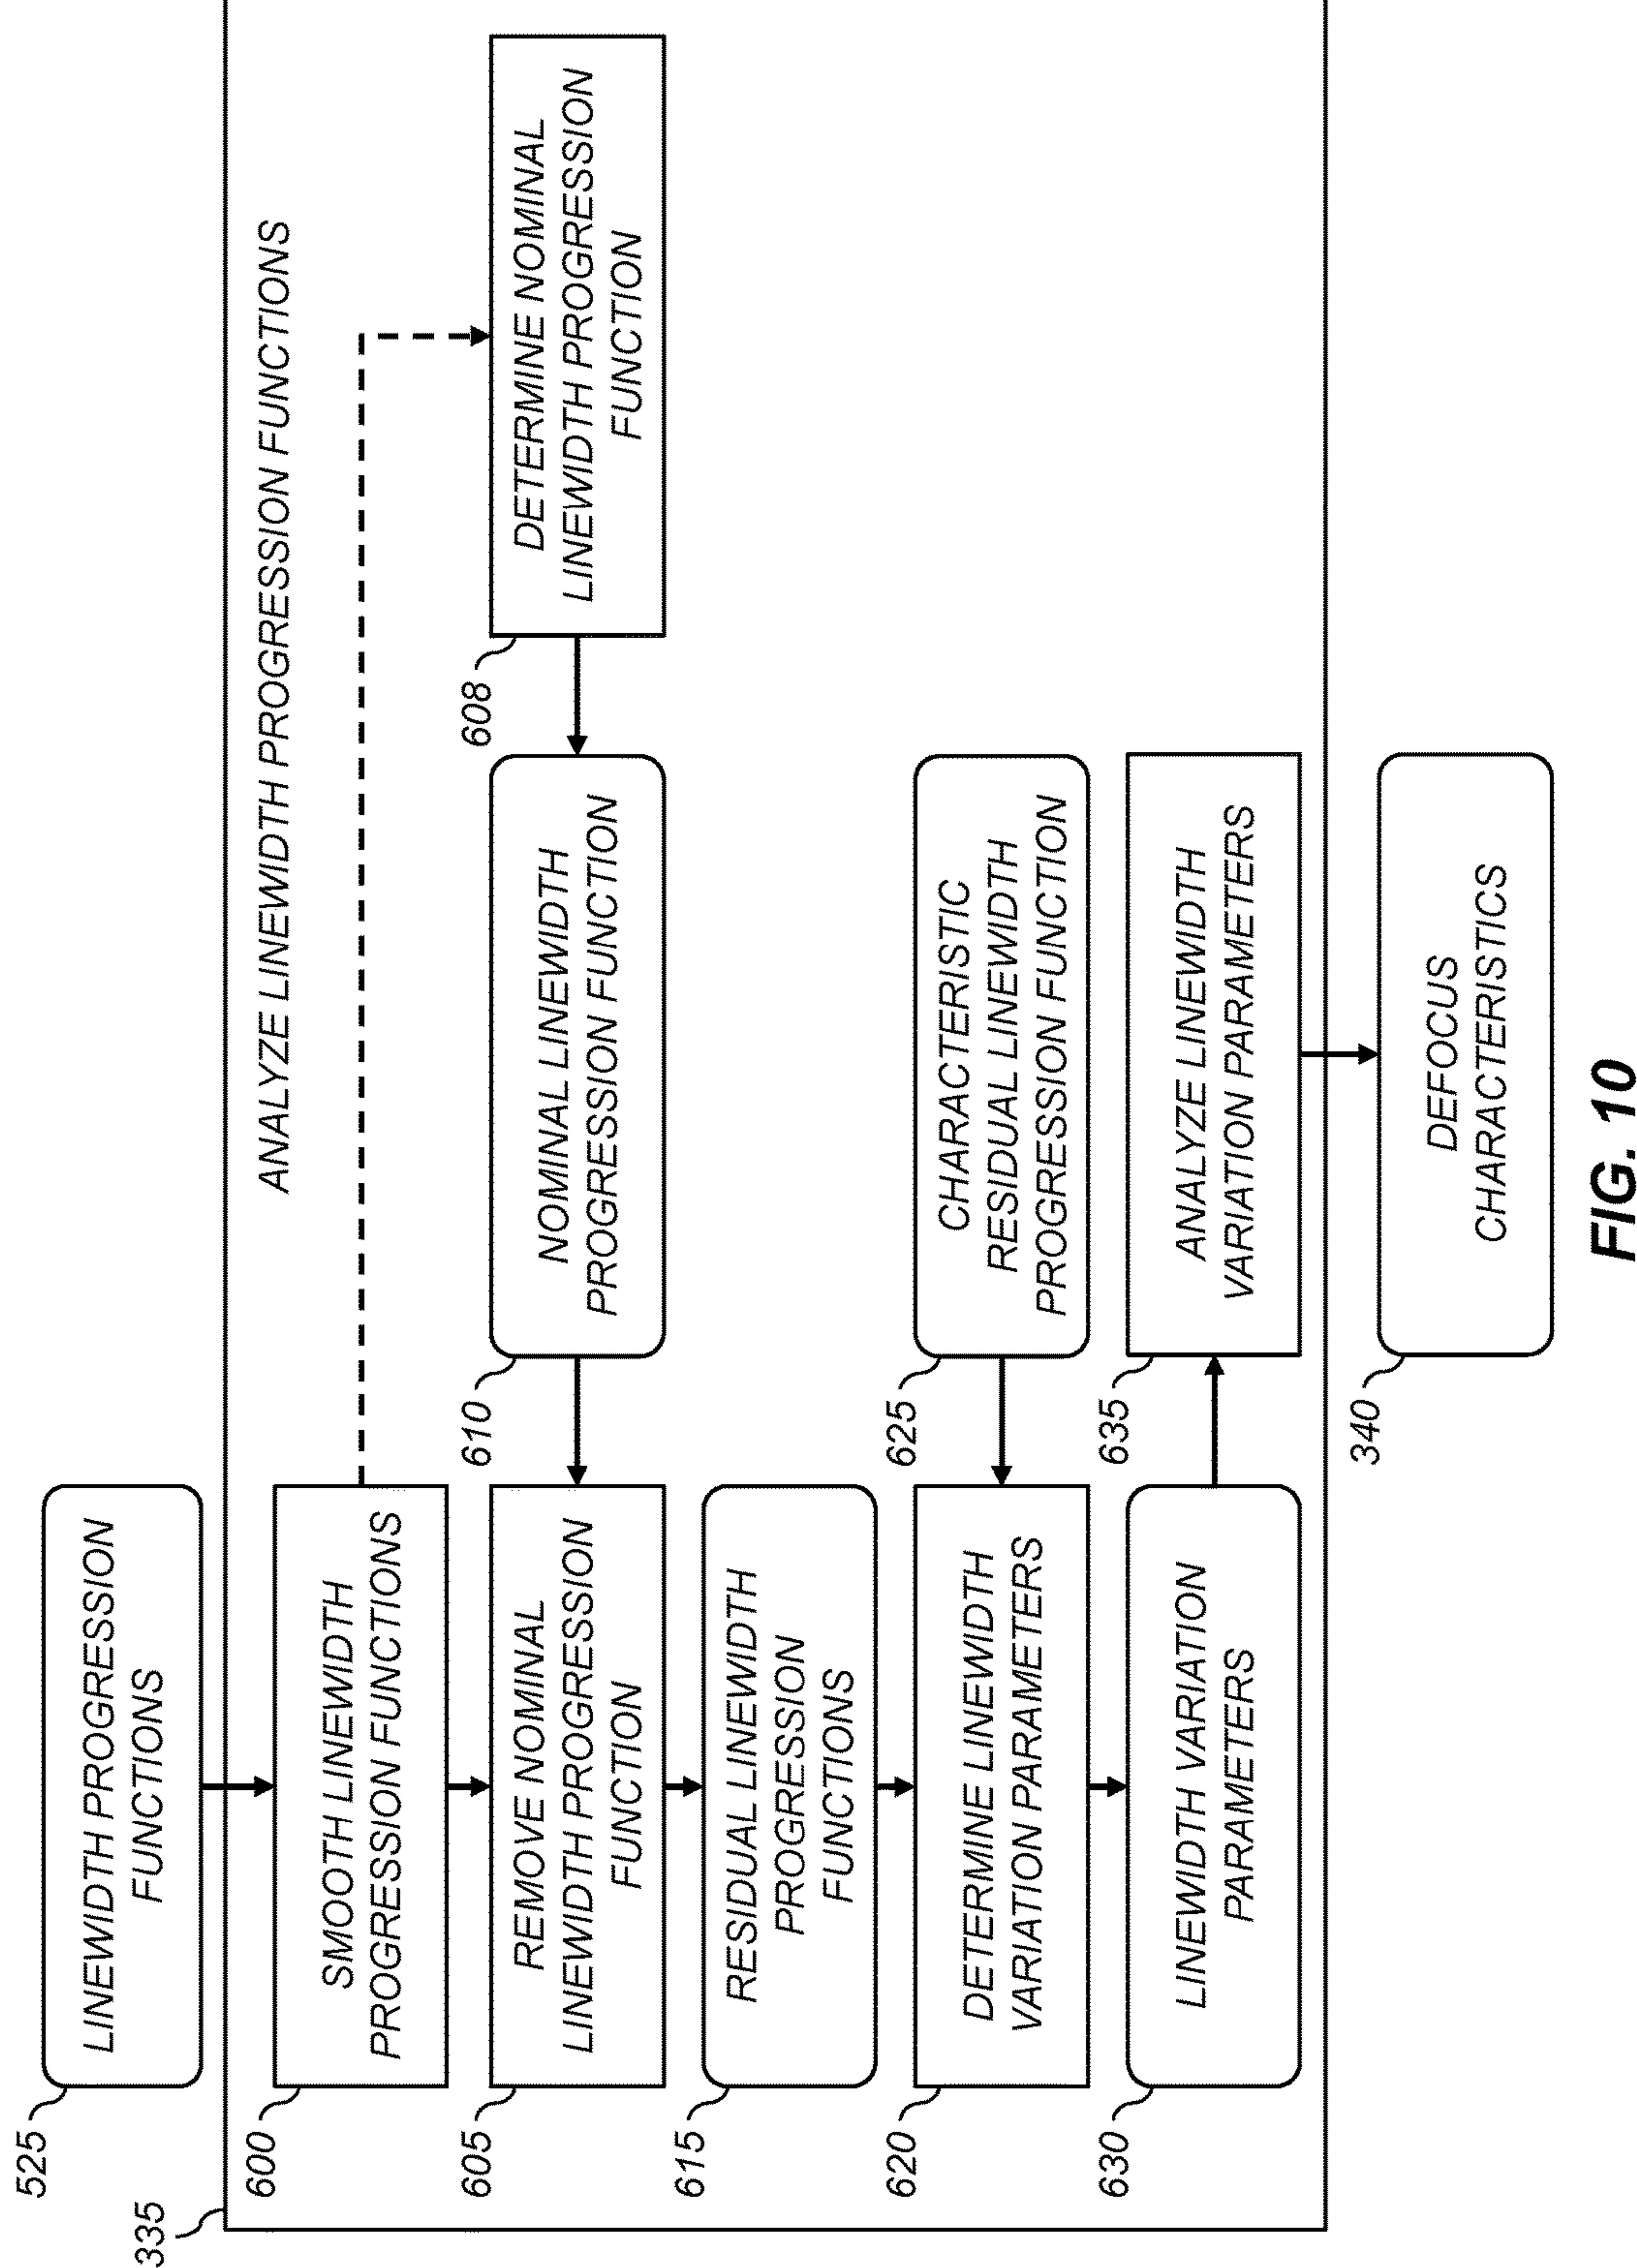 525
LINEWIDTH PROGRESSION
FUNCTIONS
335
ANALYZE LINEWIDTH PROGRESSION FUNCTIONS
600
SMOOTH LINEWIDTH
PROGRESSION FUNCTIONS
605
REMOVE NOMINAL
LINEWIDTH PROGRESSION
FUNCTION
610
NOMINAL LINEWIDTH
PROGRESSION FUNCTION
608
DETERMINE NOMINAL
LINEWIDTH PROGRESSION
FUNCTION
615
RESIDUAL LINEWIDTH
PROGRESSION
FUNCTIONS
620
DETERMINE LINEWIDTH
VARIATION PARAMETERS
625
CHARACTERISTIC
RESIDUAL LINEWIDTH
PROGRESSION FUNCTION
630
LINEWIDTH VARIATION
PARAMETERS
635
ANALYZE LINEWIDTH
VARIATION PARAMETERS
340
DEFOCUS
CHARACTERISTICS
FIG. 10